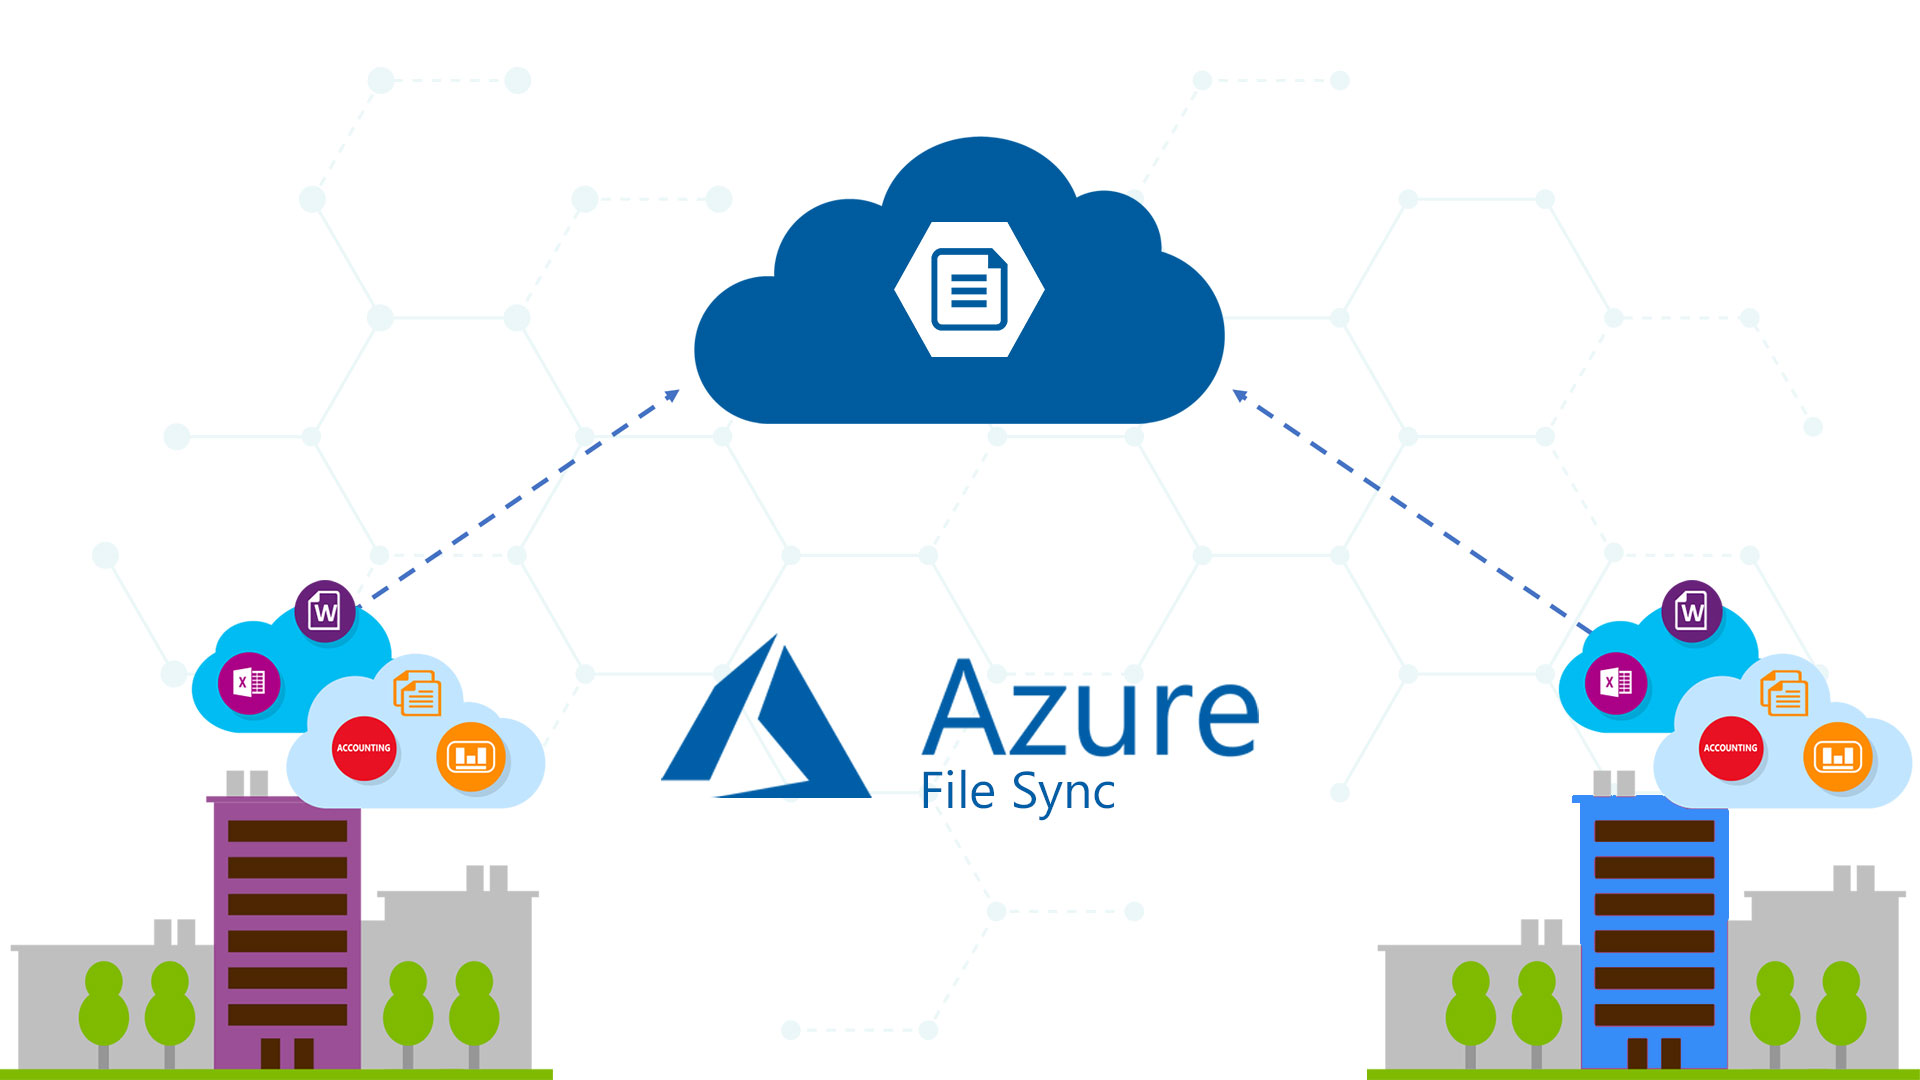 W
X
ACCOUNTING
Azure
File Sync
W
X
ACCOUNTING